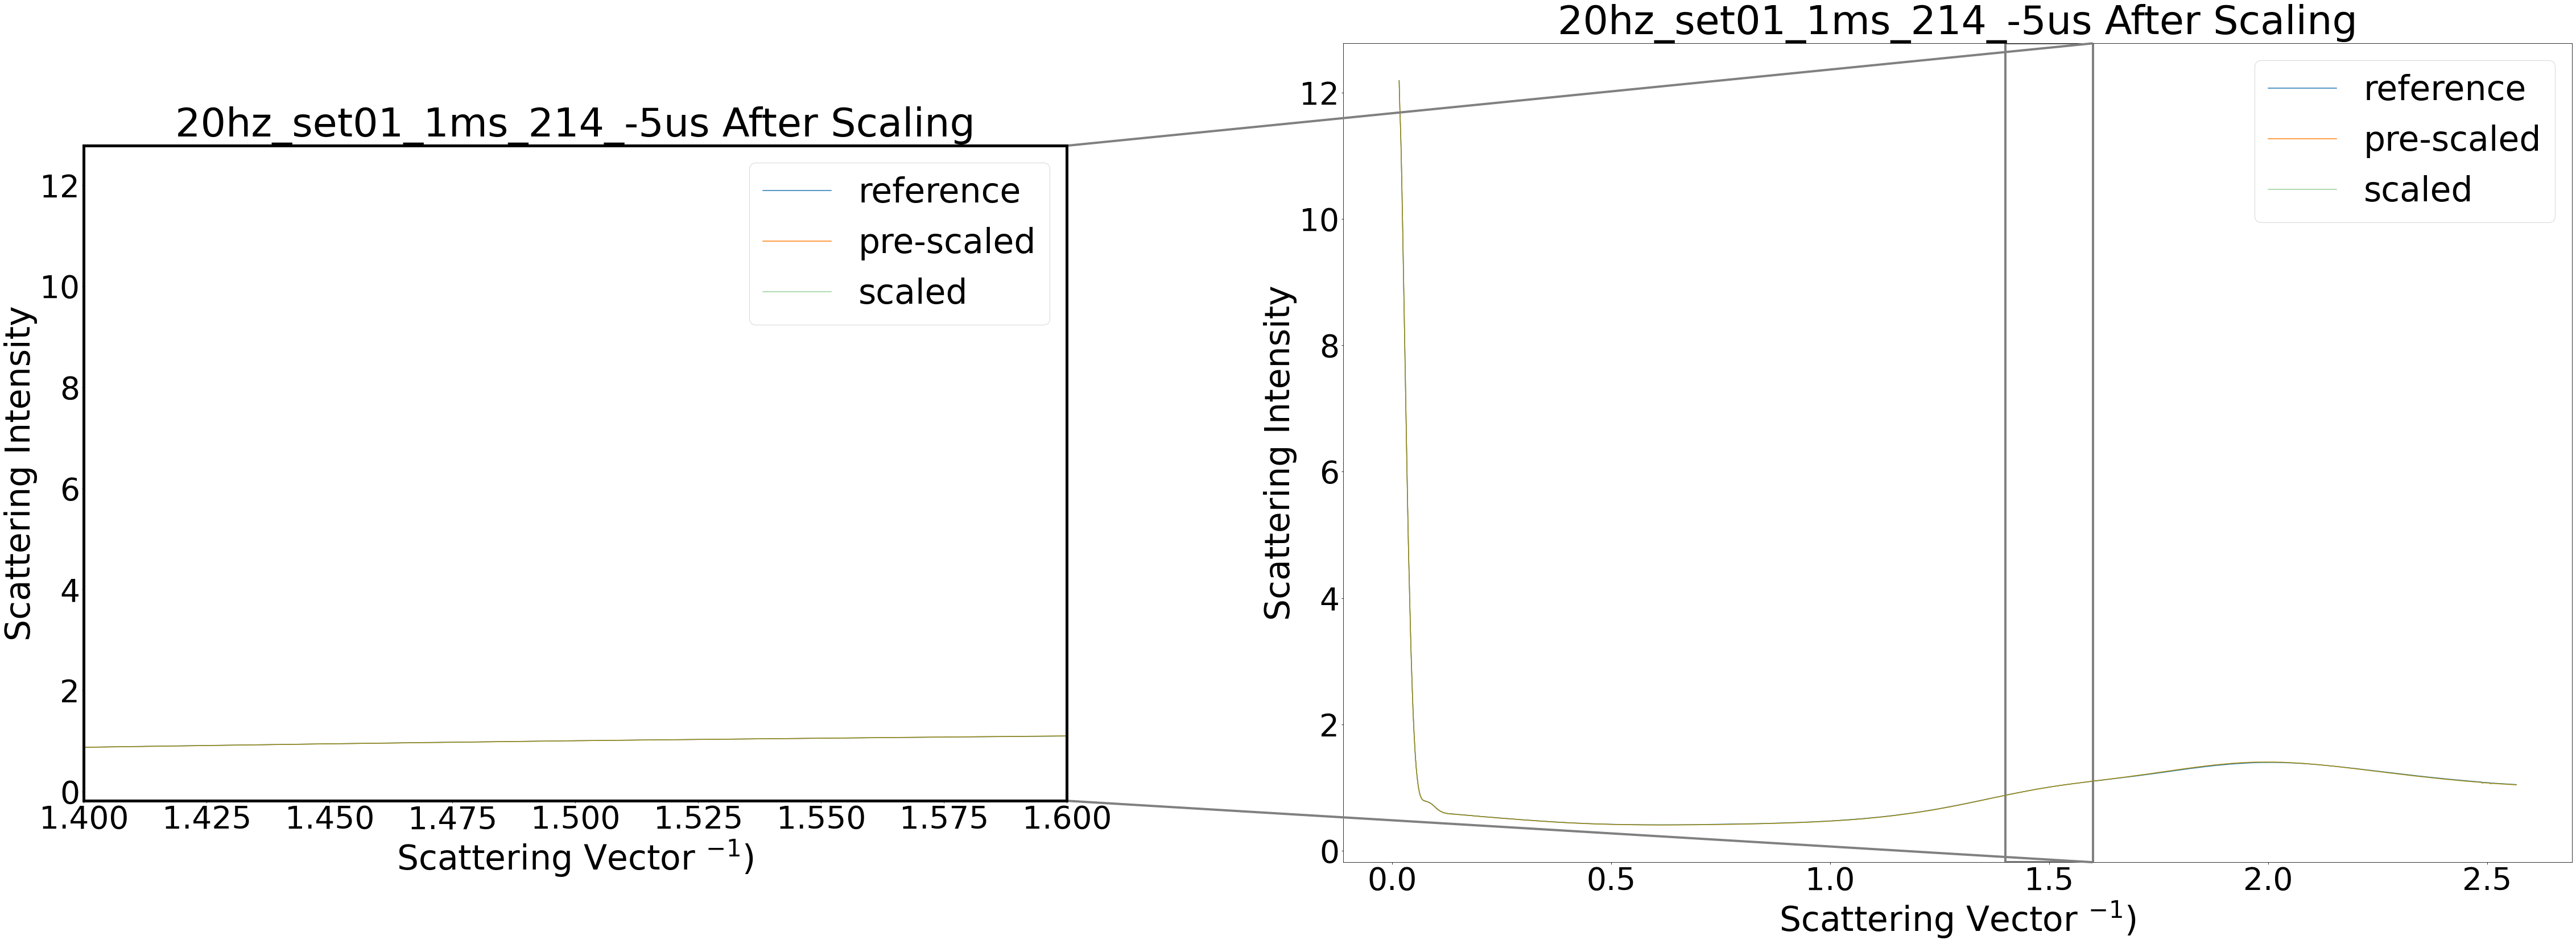 20hz_set01_1ms_214_-5us After Scaling
12
10
8
6
4
2
0
Scattering Intensity
reference
pre-scaled
scaled
1.400 1.425 1.450 1.475 1.500 1.525 1.550 1.575 1.600
Scattering Vector ⁻¹)
20hz_set01_1ms_214_-5us After Scaling
12
10
8
6
4
2
0
Scattering Intensity
reference
pre-scaled
scaled
0.0 0.5 1.0 1.5 2.0 2.5
Scattering Vector ⁻¹)